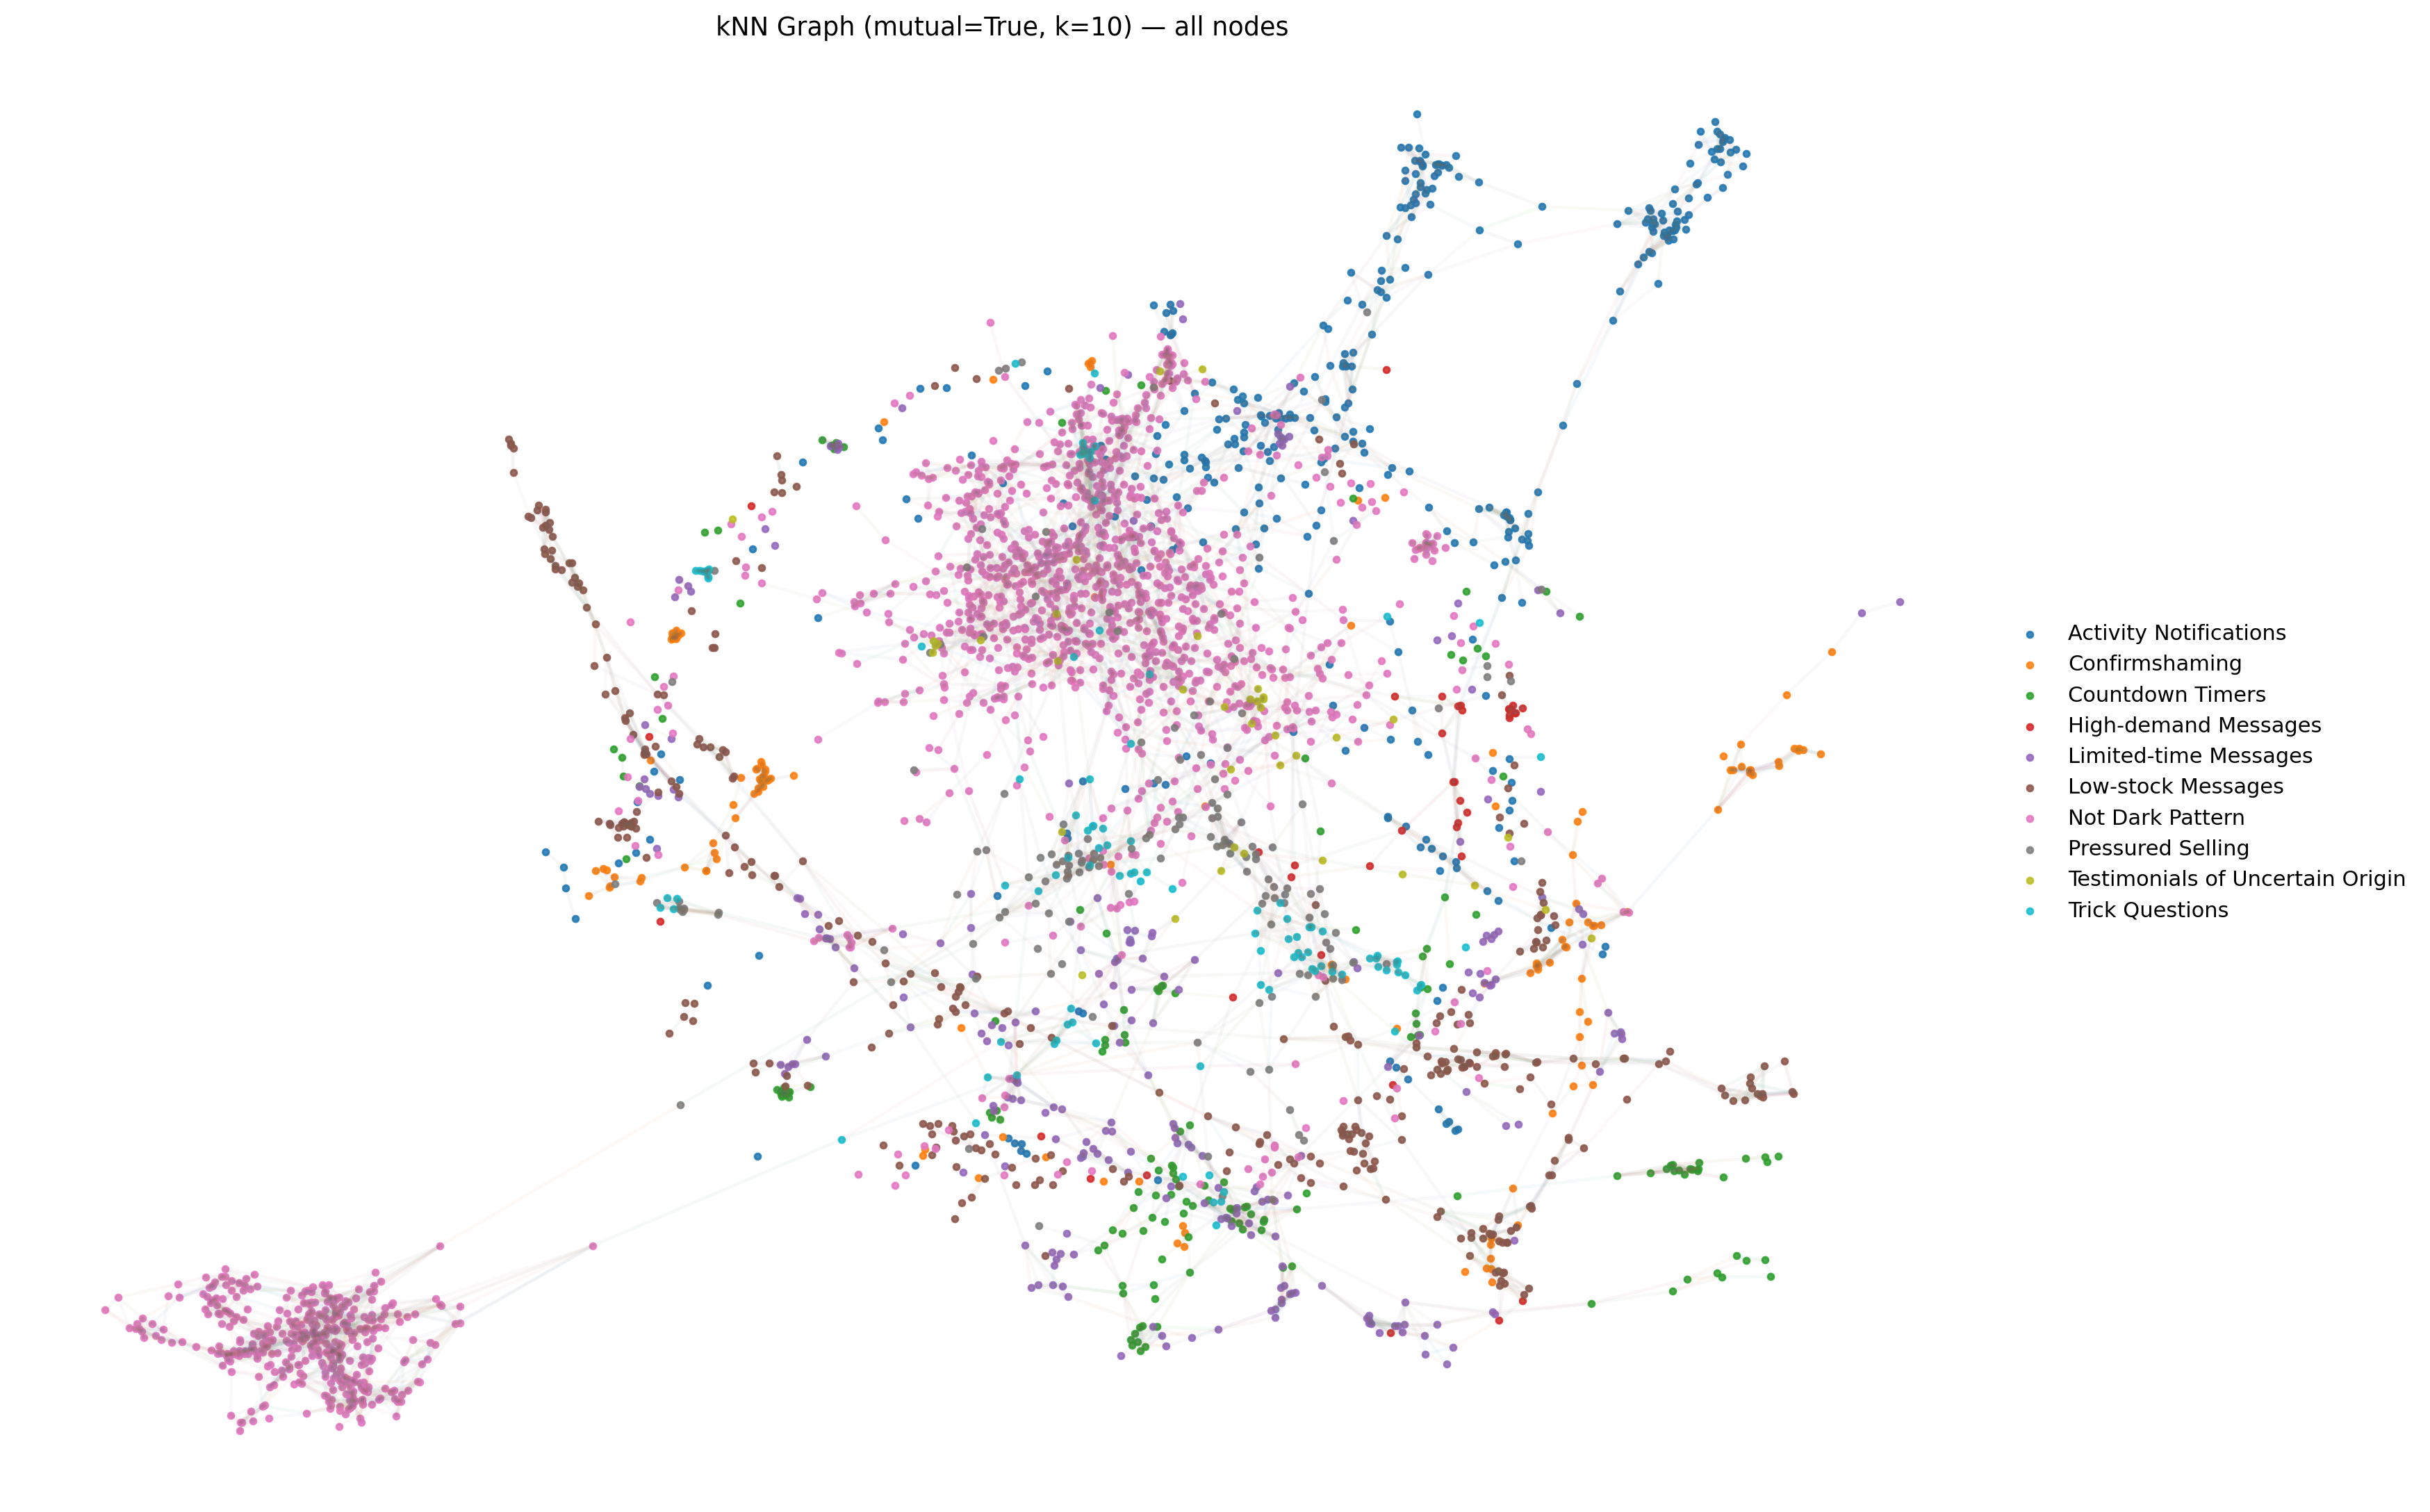 kNN Graph (mutual=True, k=10) — all nodes
Activity Notifications
Confirmshaming
Countdown Timers
High-demand Messages
Limited-time Messages
Low-stock Messages
Not Dark Pattern
Pressured Selling
Testimonials of Uncertain Origin
Trick Questions